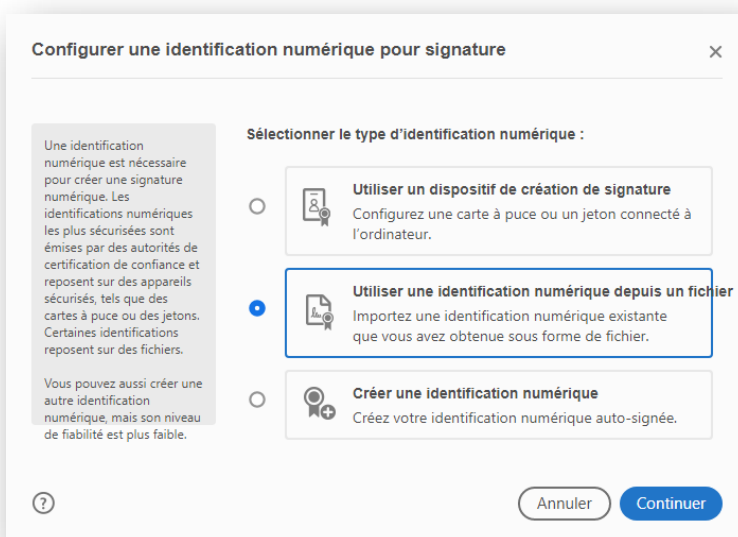 Configurer une identification numérique pour signature
Une identification
numérique est nécessaire
pour créer une signature
numérique. Les
identifications numériques
les plus sécurisées sont
émises par des autorités de
certification de confiance et
reposent sur des appareils
sécurisés, tels que des
cartes à puce ou des jetons.
Certaines identifications
reposent sur des fichiers.
Vous pouvez aussi créer une
autre identification
numérique, mais son niveau
de fiabilité est plus faible.
Sélectionner le type d’identification numérique :
Utiliser un dispositif de création de signature
Configurez une carte à puce ou un jeton connecté à
l’ordinateur.
Utiliser une identification numérique depuis un fichier
Importez une identification numérique existante
que vous avez obtenue sous forme de fichier.
Créer une identification numérique
Créez votre identification numérique auto-signée.
?
Annuler
Continuer